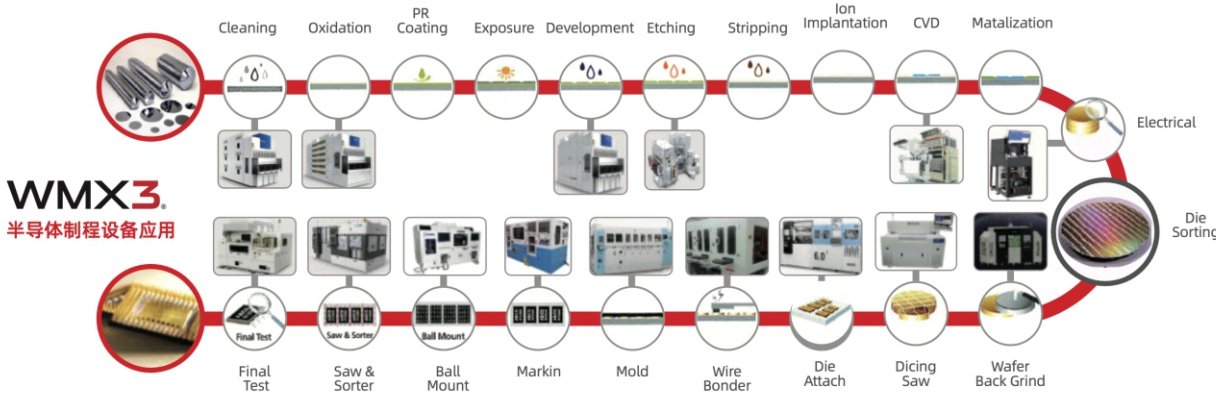 Cleaning
Oxidation
PR
Coating
Exposure
Development
Etching
Stripping
Ion
Implantation
CVD
Matalization
Electrical
WMX3®
半导体制程设备应用
Die
Sorting
6.0
Final Test
Saw & Sorter
Ball Mount
Final
Test
Saw &
Sorter
Ball
Mount
Markin
Mold
Wire
Bonder
Die
Attach
Dicing
Saw
Wafer
Back Grind